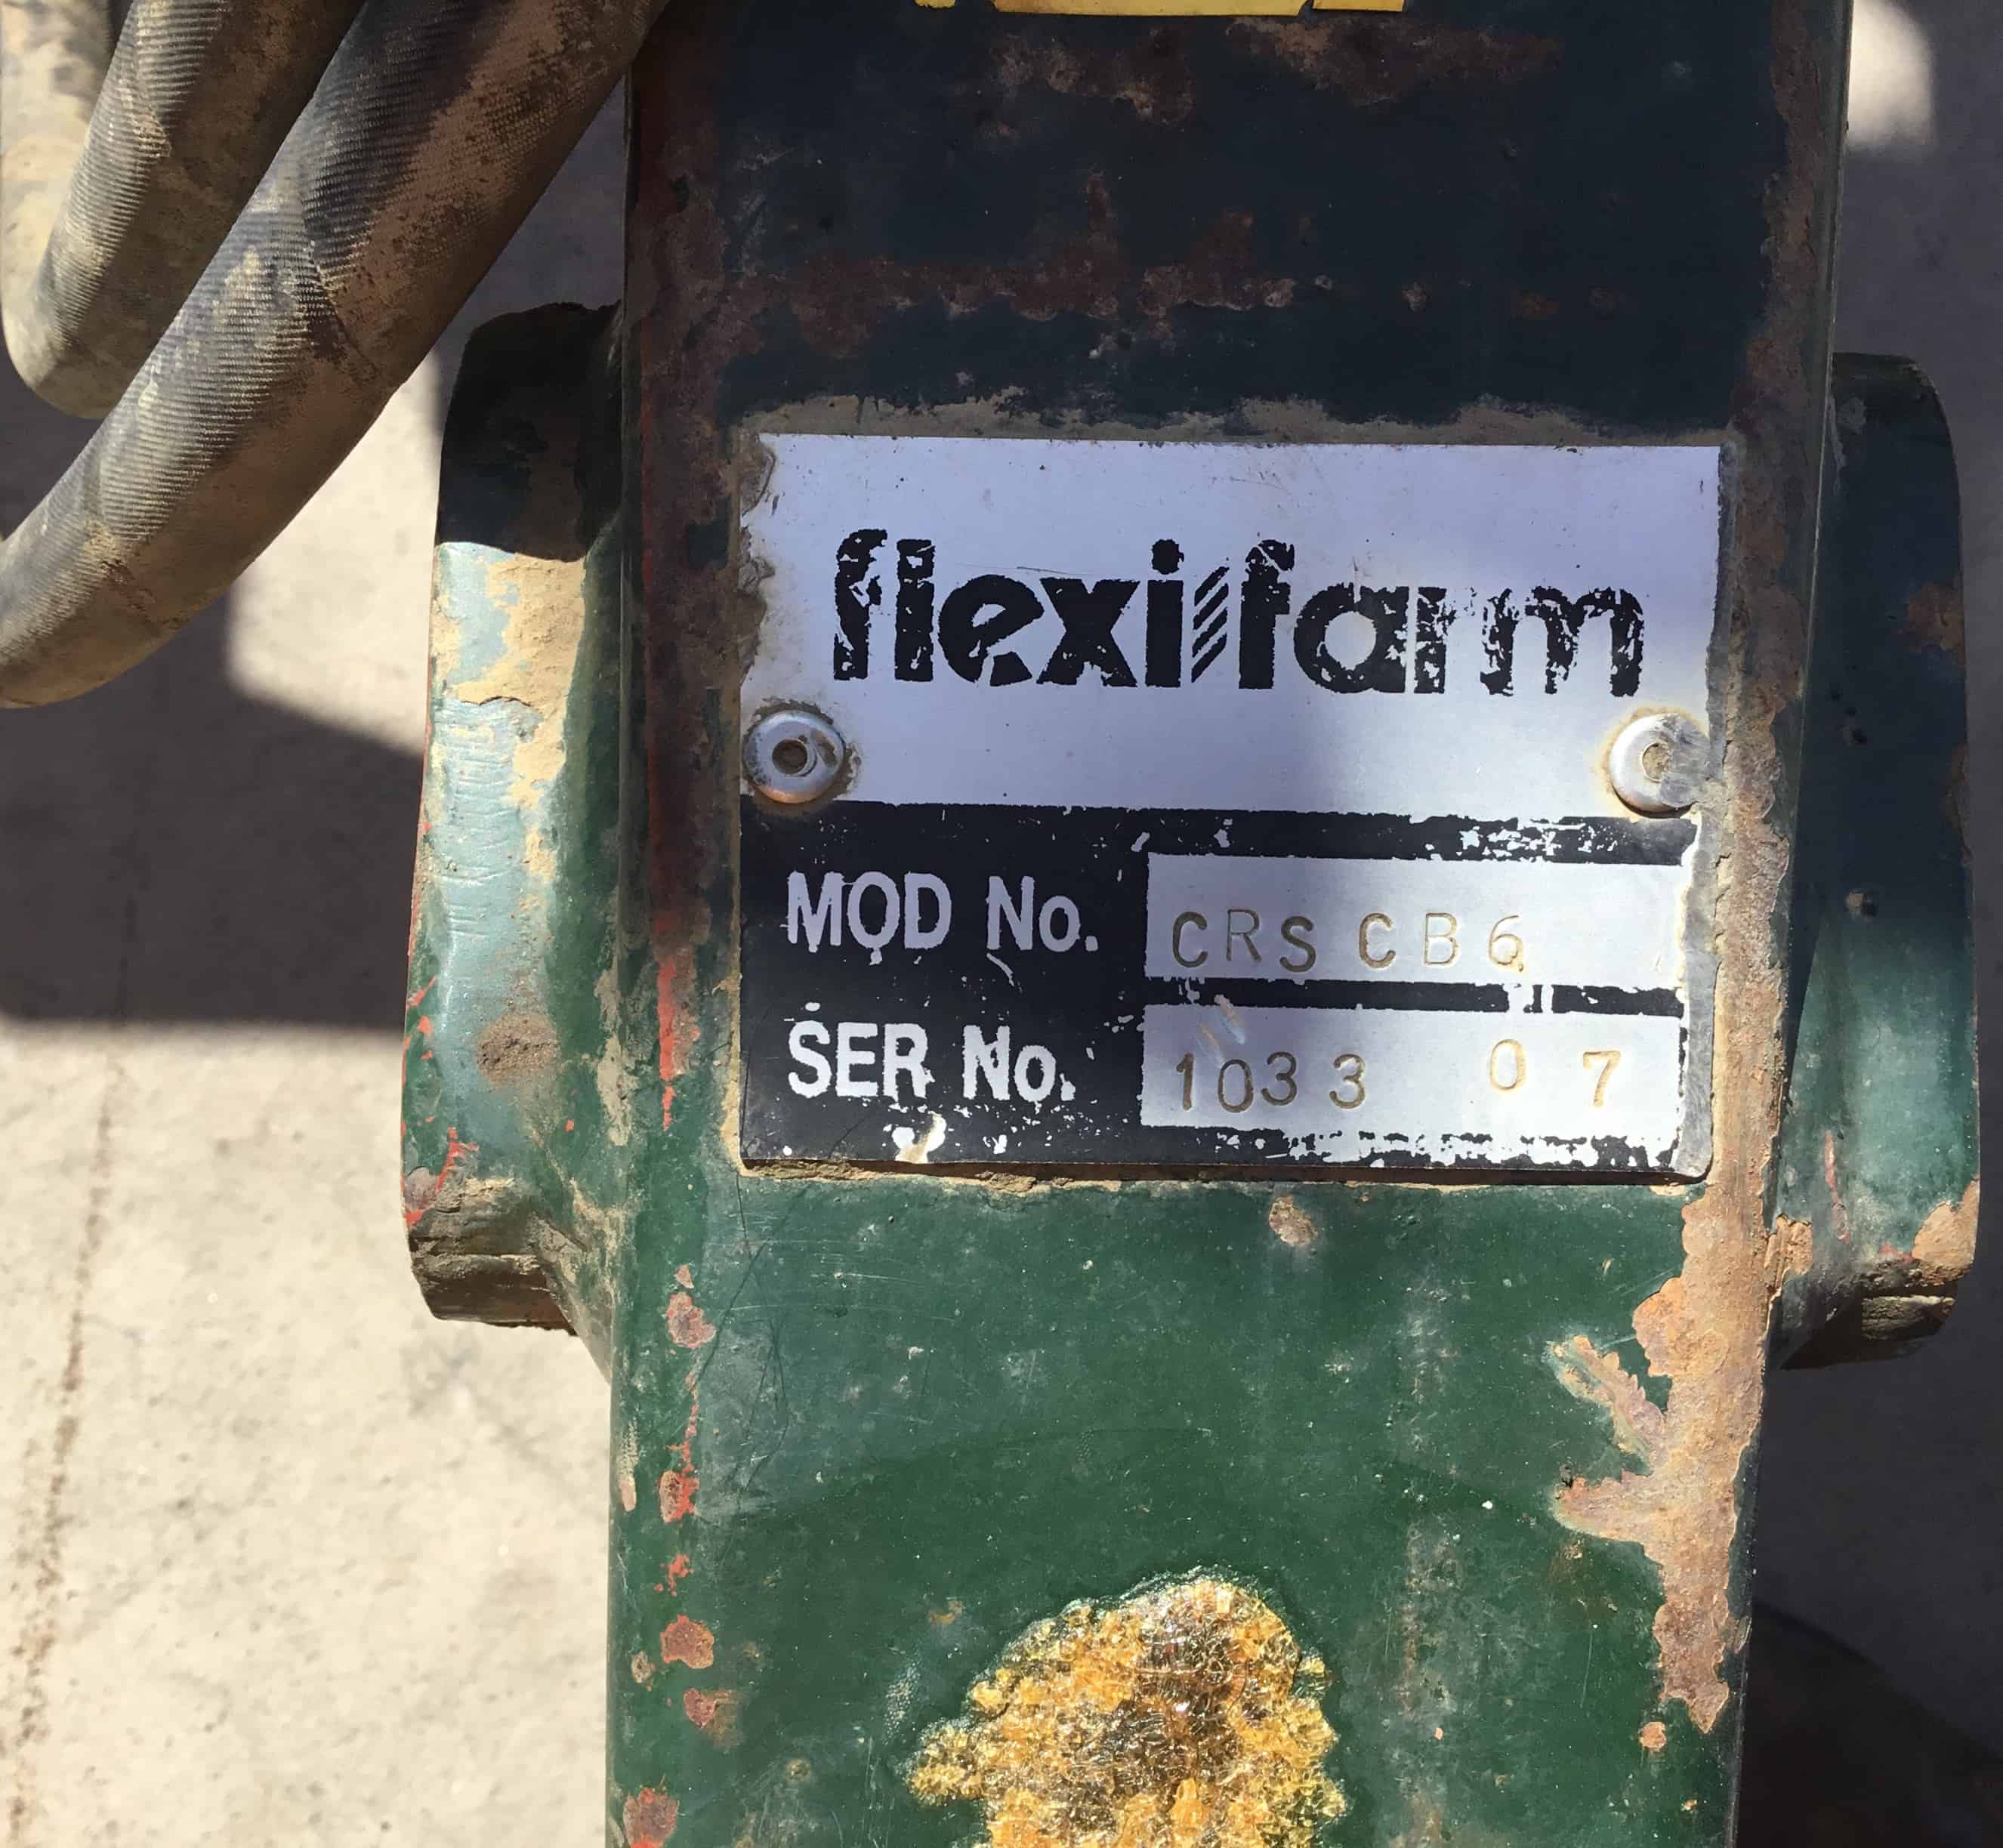 flexifarm
MOD No. CRS CB6
SER No. 1033 07